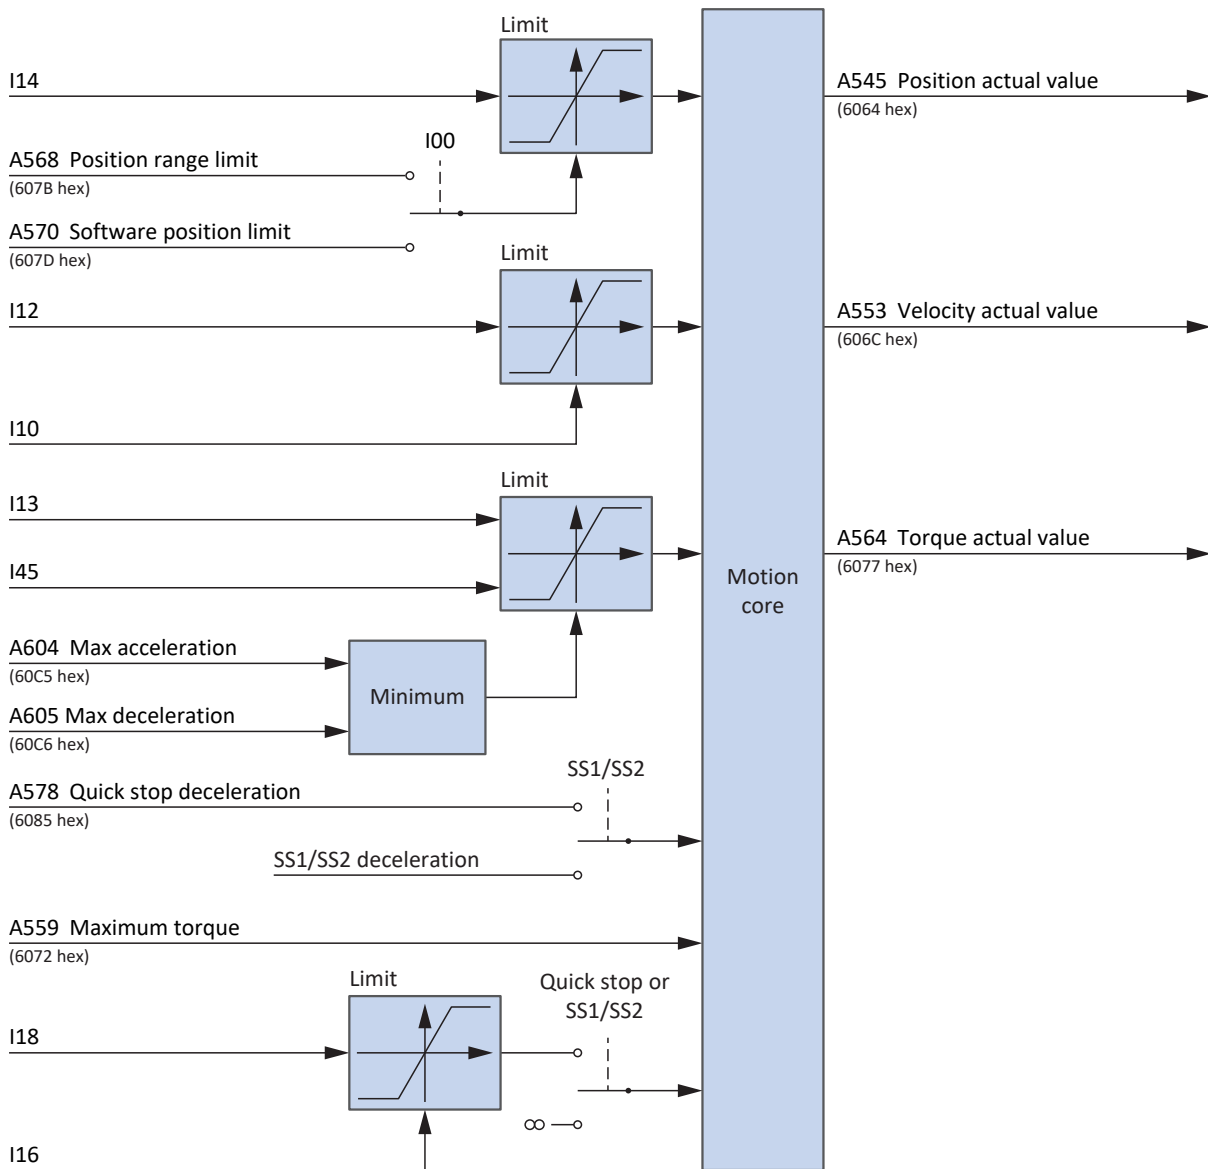 Limit
I14
A545 Position actual value
(6064 hex)
I00
A568 Position range limit
(607B hex)
A570 Software position limit
(607D hex)
Limit
I12
A553 Velocity actual value
(606C hex)
I10
Limit
I13
A564 Torque actual value
(6077 hex)
I45
Motion
core
A604 Max acceleration
(60C5 hex)
Minimum
A605 Max deceleration
(60C6 hex)
SS1/SS2
A578 Quick stop deceleration
(6085 hex)
SS1/SS2 deceleration
A559 Maximum torque
(6072 hex)
Limit
Quick stop or
SS1/SS2
I18
∞
I16